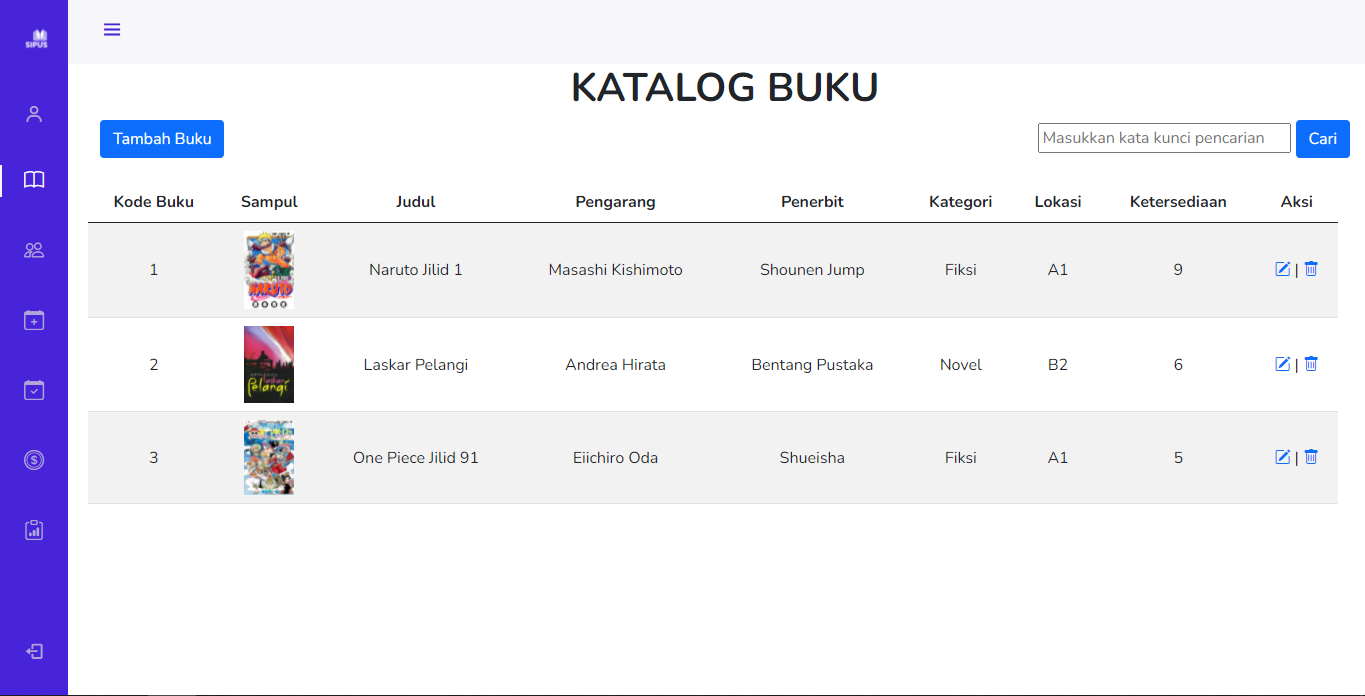 SIPUS
KATALOG BUKU
Tambah Buku
Masukkan kata kunci pencarian Cari
Kode Buku Sampul Judul Pengarang Penerbit Kategori Lokasi Ketersediaan Aksi
1 NARUTO Naruto Jilid 1 Masashi Kishimoto Shounen Jump Fiksi A1 9 |
2 Laskar Pelangi Laskar Pelangi Andrea Hirata Bentang Pustaka Novel B2 6 |
3 One Piece Jilid 91 Eiichiro Oda Shueisha Fiksi A1 5 |